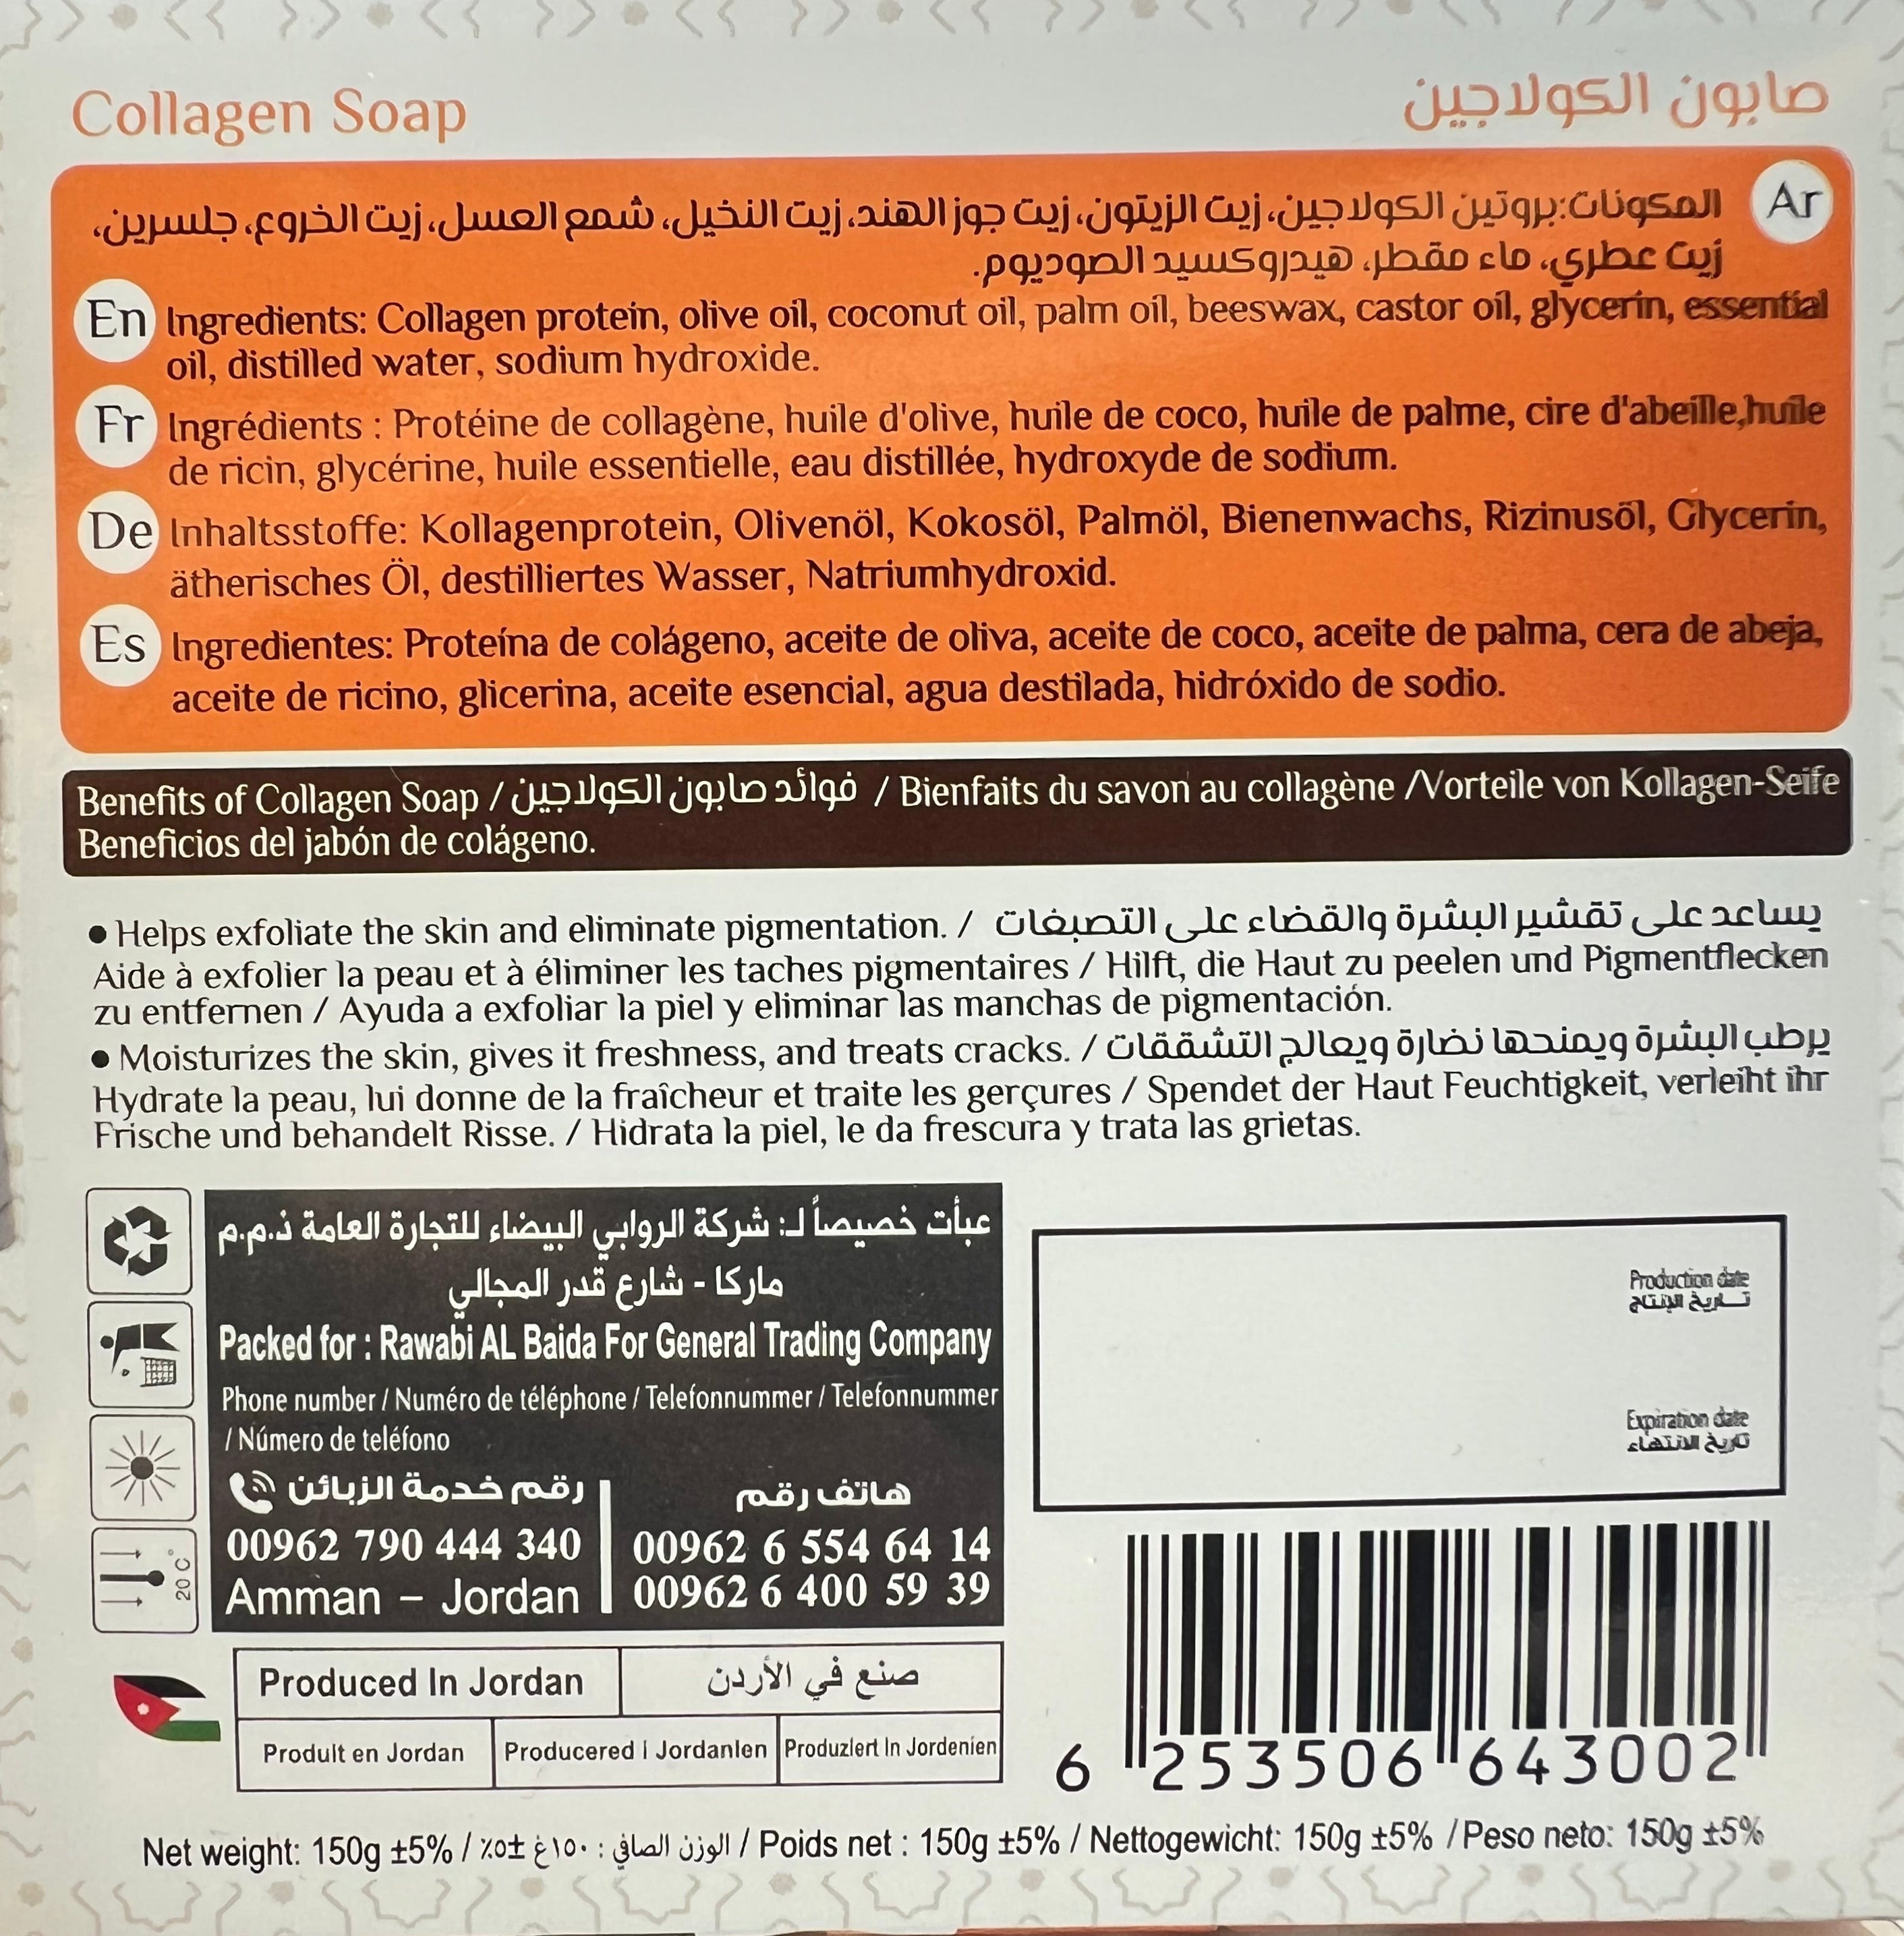 Collagen Soap
صابون الكولاجين
Ar
المكونات:بروتين الكولاجين، زيت الزيتون، زيت جوز الهند، زيت النخيل، شمع العسل، زيت الخروع، جلسرين،
زيت عطري، ماء مقطر، هيدروكسيد الصوديوم.
En Ingredients: Collagen protein, olive oil, coconut oil, palm oil, beeswax, castor oil, glycerin, essential
oil, distilled water, sodium hydroxide.
Fr Ingrédients : Protéine de collagène, huile d'olive, huile de coco, huile de palme, cire d'abeille,huile
de ricin, glycérine, huile essentielle, eau distillée, hydroxyde de sodium.
De Inhaltsstoffe: Kollagenprotein, Olivenöl, Kokosöl, Palmöl, Bienenwachs, Rizinusöl, Glycerin,
ätherisches Öl, destilliertes Wasser, Natriumhydroxid.
Es Ingredientes: Proteína de colágeno, aceite de oliva, aceite de coco, aceite de palma, cera de abeja,
aceite de ricino, glicerina, aceite esencial, agua destilada, hidróxido de sodio.
Benefits of Collagen Soap / فوائد صابون الكولاجين / Bienfaits du savon au collagène /Vorteile von Kollagen-Seife
Beneficios del jabón de colágeno.
• Helps exfoliate the skin and eliminate pigmentation. / يساعد على تقشير البشرة والقضاء على التصبغات
Aide à exfolier la peau et à éliminer les taches pigmentaires / Hilft, die Haut zu peelen und Pigmentflecken
zu entfernen / Ayuda a exfoliar la piel y eliminar las manchas de pigmentación.
• Moisturizes the skin, gives it freshness, and treats cracks. / يرطب البشرة ويمنحها نضارة ويعالج التشققات
Hydrate la peau, lui donne de la fraîcheur et traite les gerçures / Spendet der Haut Feuchtigkeit, verleiht ihr
Frische und behandelt Risse. / Hidrata la piel, le da frescura y trata las grietas.
عبأت خصيصاً لـ: شركة الروابي البيضاء للتجارة العامة ذ.م.م
ماركا - شارع قدر المجالي
Packed for : Rawabi AL Baida For General Trading Company
Phone number / Numéro de téléphone / Telefonnummer / Telefonnummer
/ Número de teléfono
رقم خدمة الزبائن
00962 790 444 340
Amman – Jordan
هاتف رقم
00962 6 554 64 14
00962 6 400 59 39
20 C°
Production date
تاريخ الإنتاج
Expiration date
تاريخ الانتهاء
Produced In Jordan
صنع في الأردن
Produit en Jordan
Producered i Jordanien
Produziert In Jordenien
6 253506 643002
Net weight: 150g ±5% / الوزن الصافي : ١٥٠غ ±٥٪ / Poids net : 150g ±5% / Nettogewicht: 150g ±5% / Peso neto: 150g ±5%